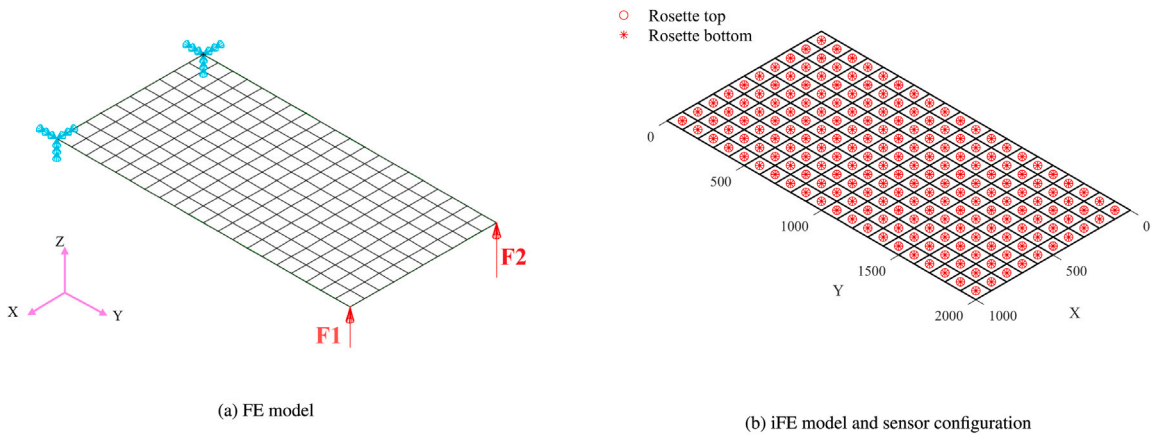 Z
X
Y
F1
F2
(a) FE model
Rosette top
Rosette bottom
0
500
1000
1500
2000
Y
1000
500
0
X
(b) iFE model and sensor configuration